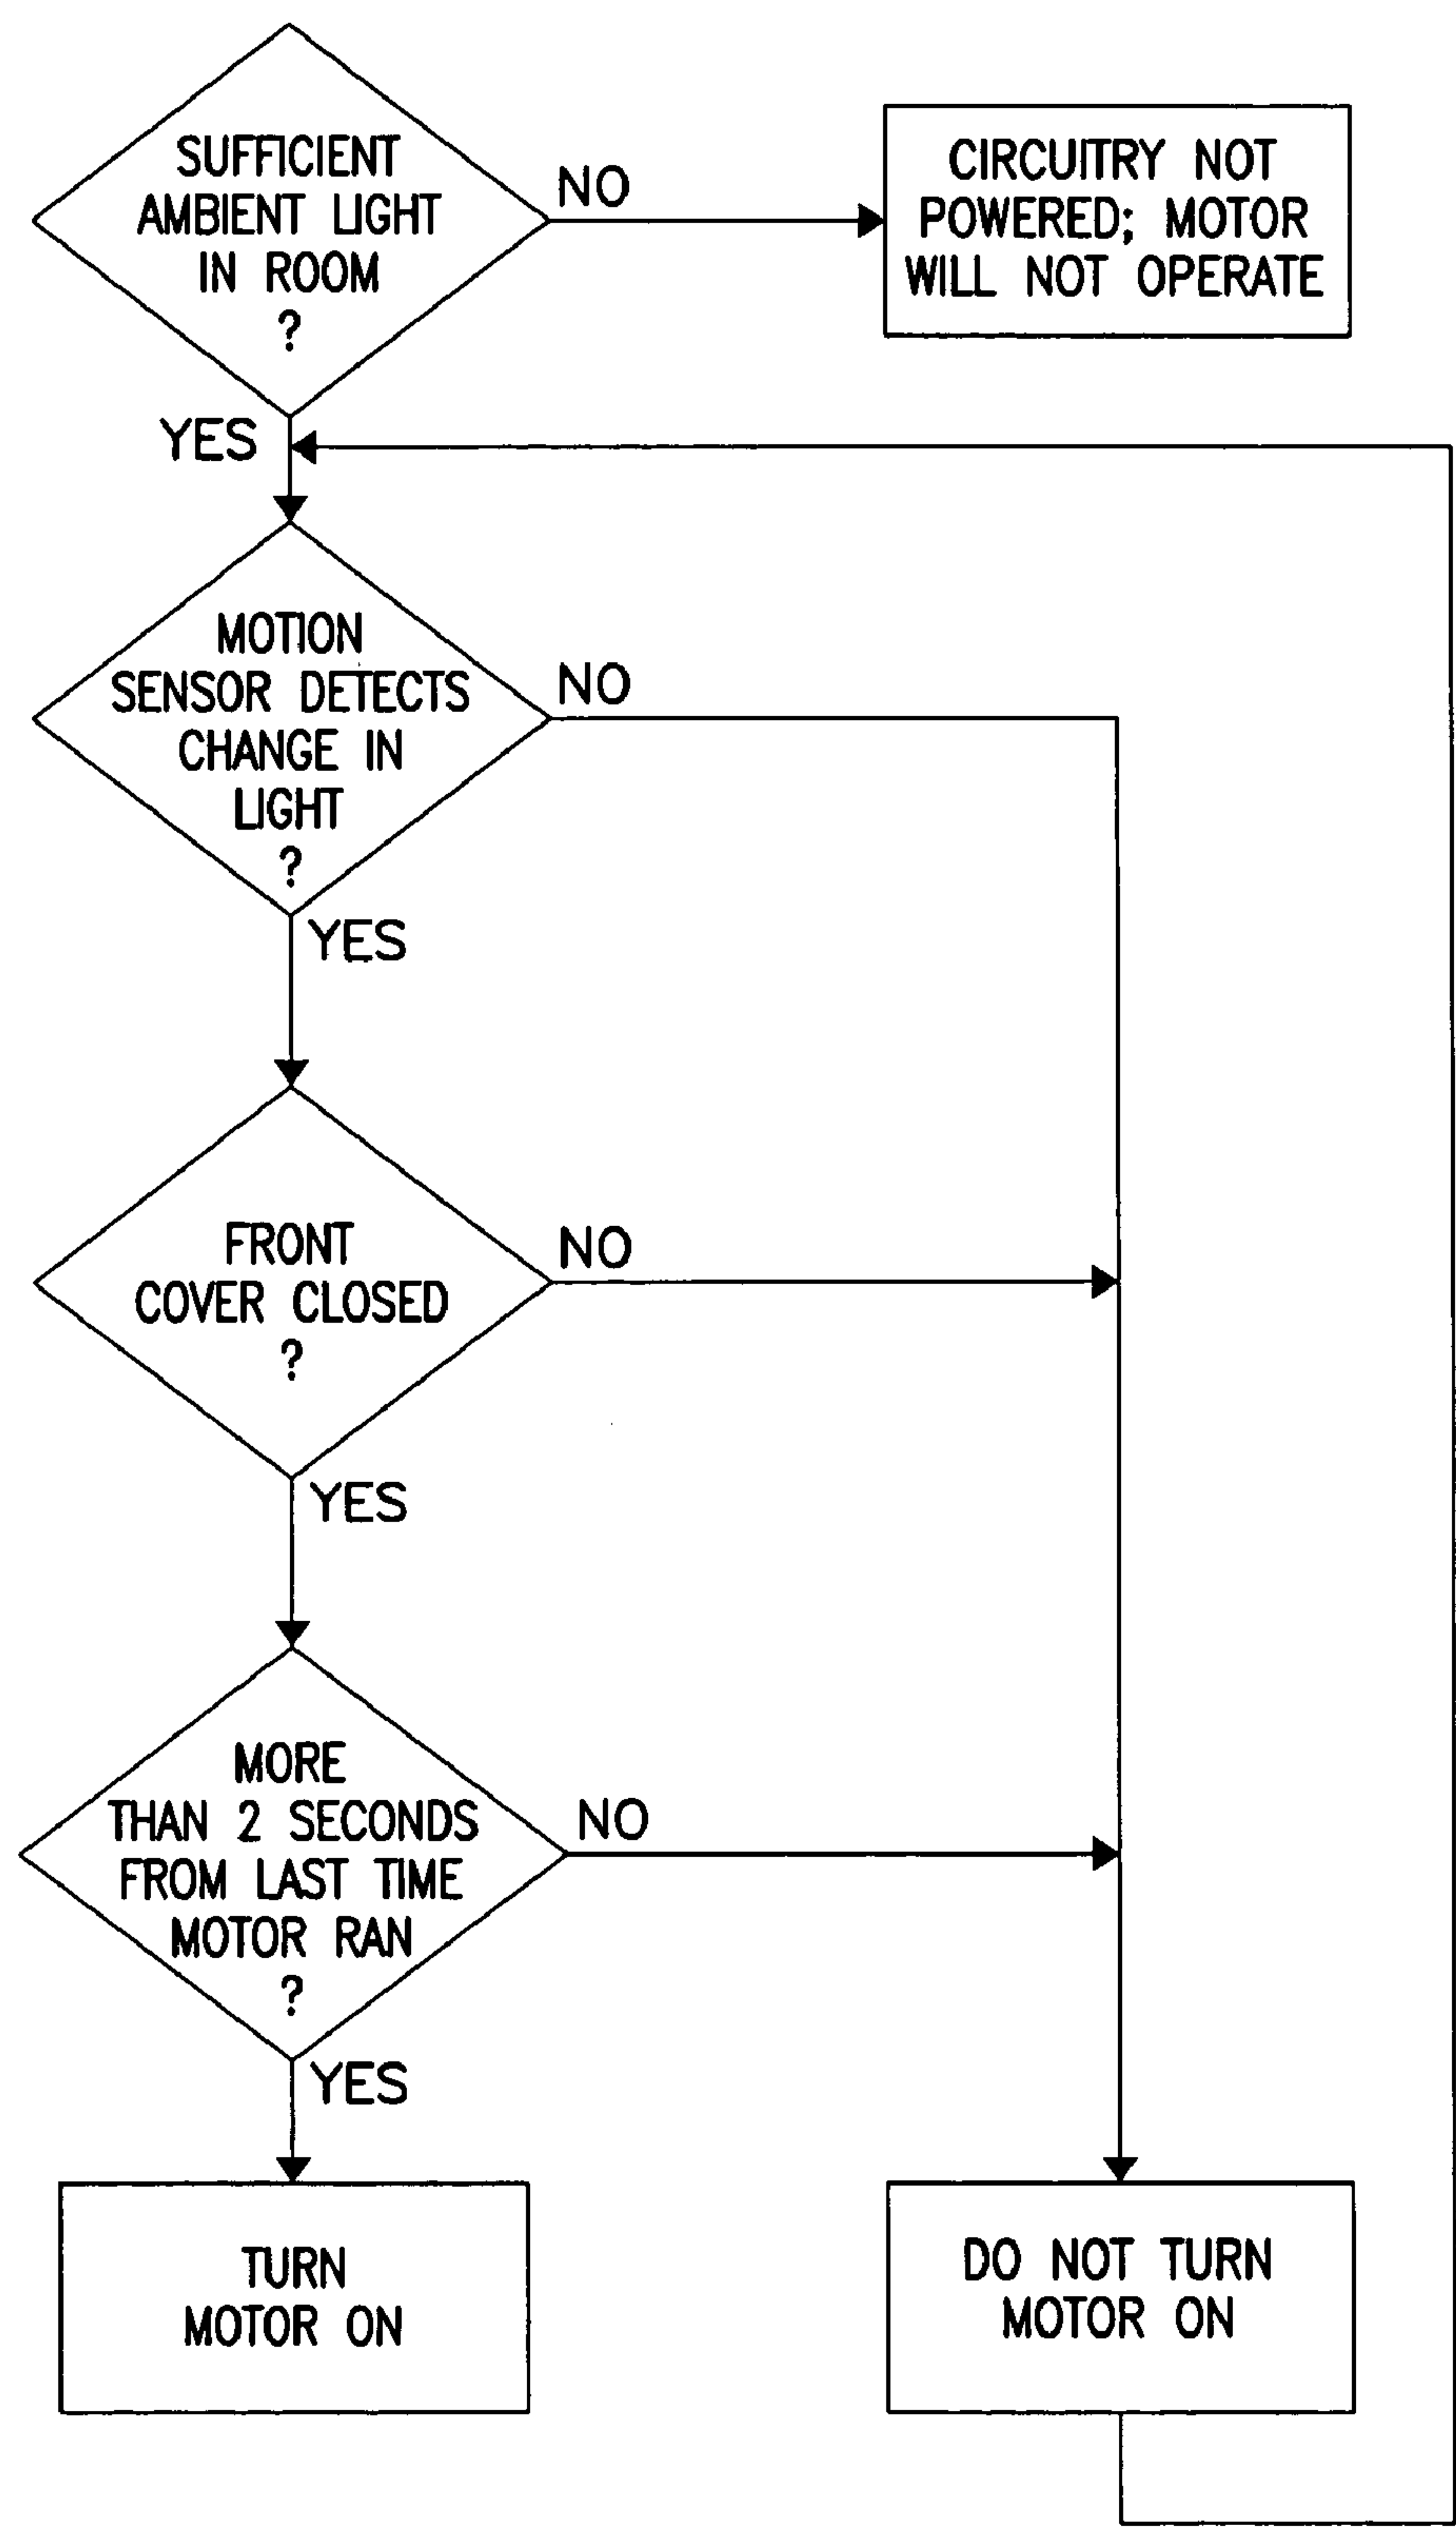 SUFFICIENT
AMBIENT LIGHT
IN ROOM
?
NO
CIRCUITRY NOT
POWERED; MOTOR
WILL NOT OPERATE
YES
MOTION
SENSOR DETECTS
CHANGE IN
LIGHT
?
NO
YES
FRONT
COVER CLOSED
?
NO
YES
MORE
THAN 2 SECONDS
FROM LAST TIME
MOTOR RAN
?
NO
YES
TURN
MOTOR ON
DO NOT TURN
MOTOR ON